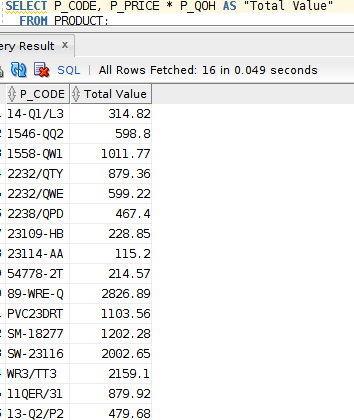 SELECT P_CODE, P_PRICE * P_QOH AS "Total Value"
FROM PRODUCT;
ery Result x
SQL | All Rows Fetched: 16 in 0.049 seconds
P_CODE Total Value
14-Q1/L3 314.82
1546-QQ2 598.8
1558-QW1 1011.77
2232/QTY 879.36
2232/QWE 599.22
2238/QPD 467.4
23109-HB 228.85
23114-AA 115.2
54778-2T 214.57
89-WRE-Q 2826.89
PVC23DRT 1103.56
SM-18277 1202.28
SW-23116 2002.65
WR3/TT3 2159.1
11QER/31 879.92
13-Q2/P2 479.68